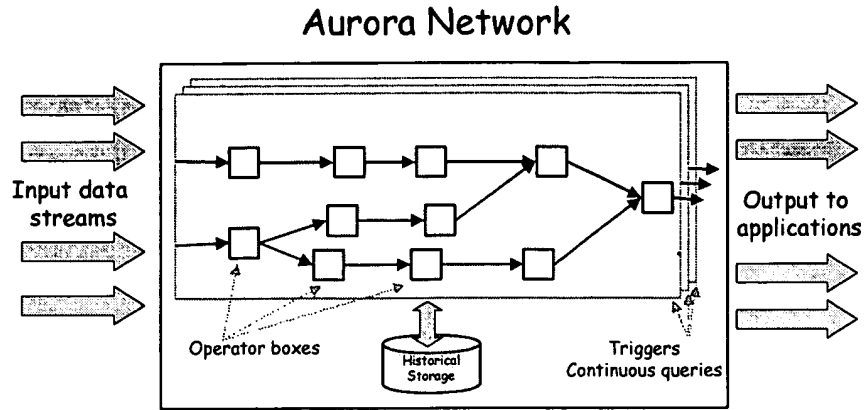 Aurora Network
Input data
streams
Output to
applications
Operator boxes
Historical
Storage
Triggers
Continuous queries